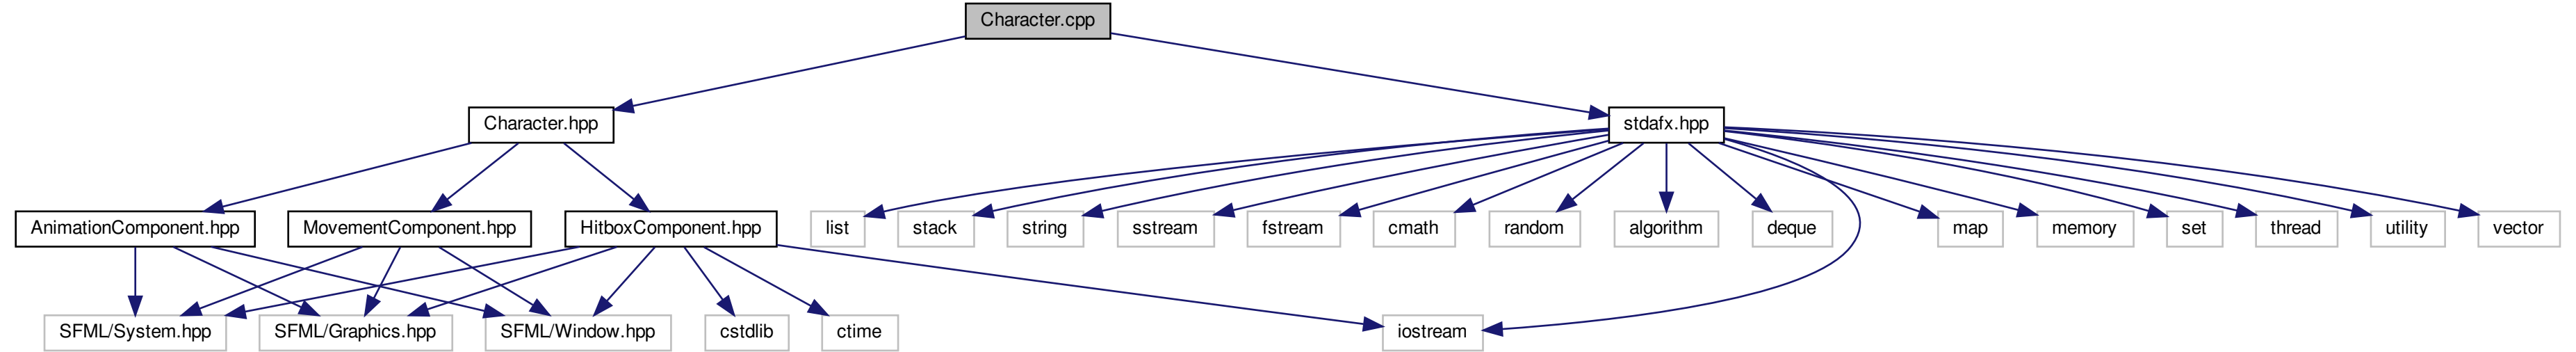 Character.cpp
Character.hpp
stdafx.hpp
AnimationComponent.hpp
MovementComponent.hpp
HitboxComponent.hpp
list
stack
string
sstream
fstream
cmath
random
algorithm
deque
map
memory
set
thread
utility
vector
SFML/System.hpp
SFML/Graphics.hpp
SFML/Window.hpp
cstdlib
ctime
iostream